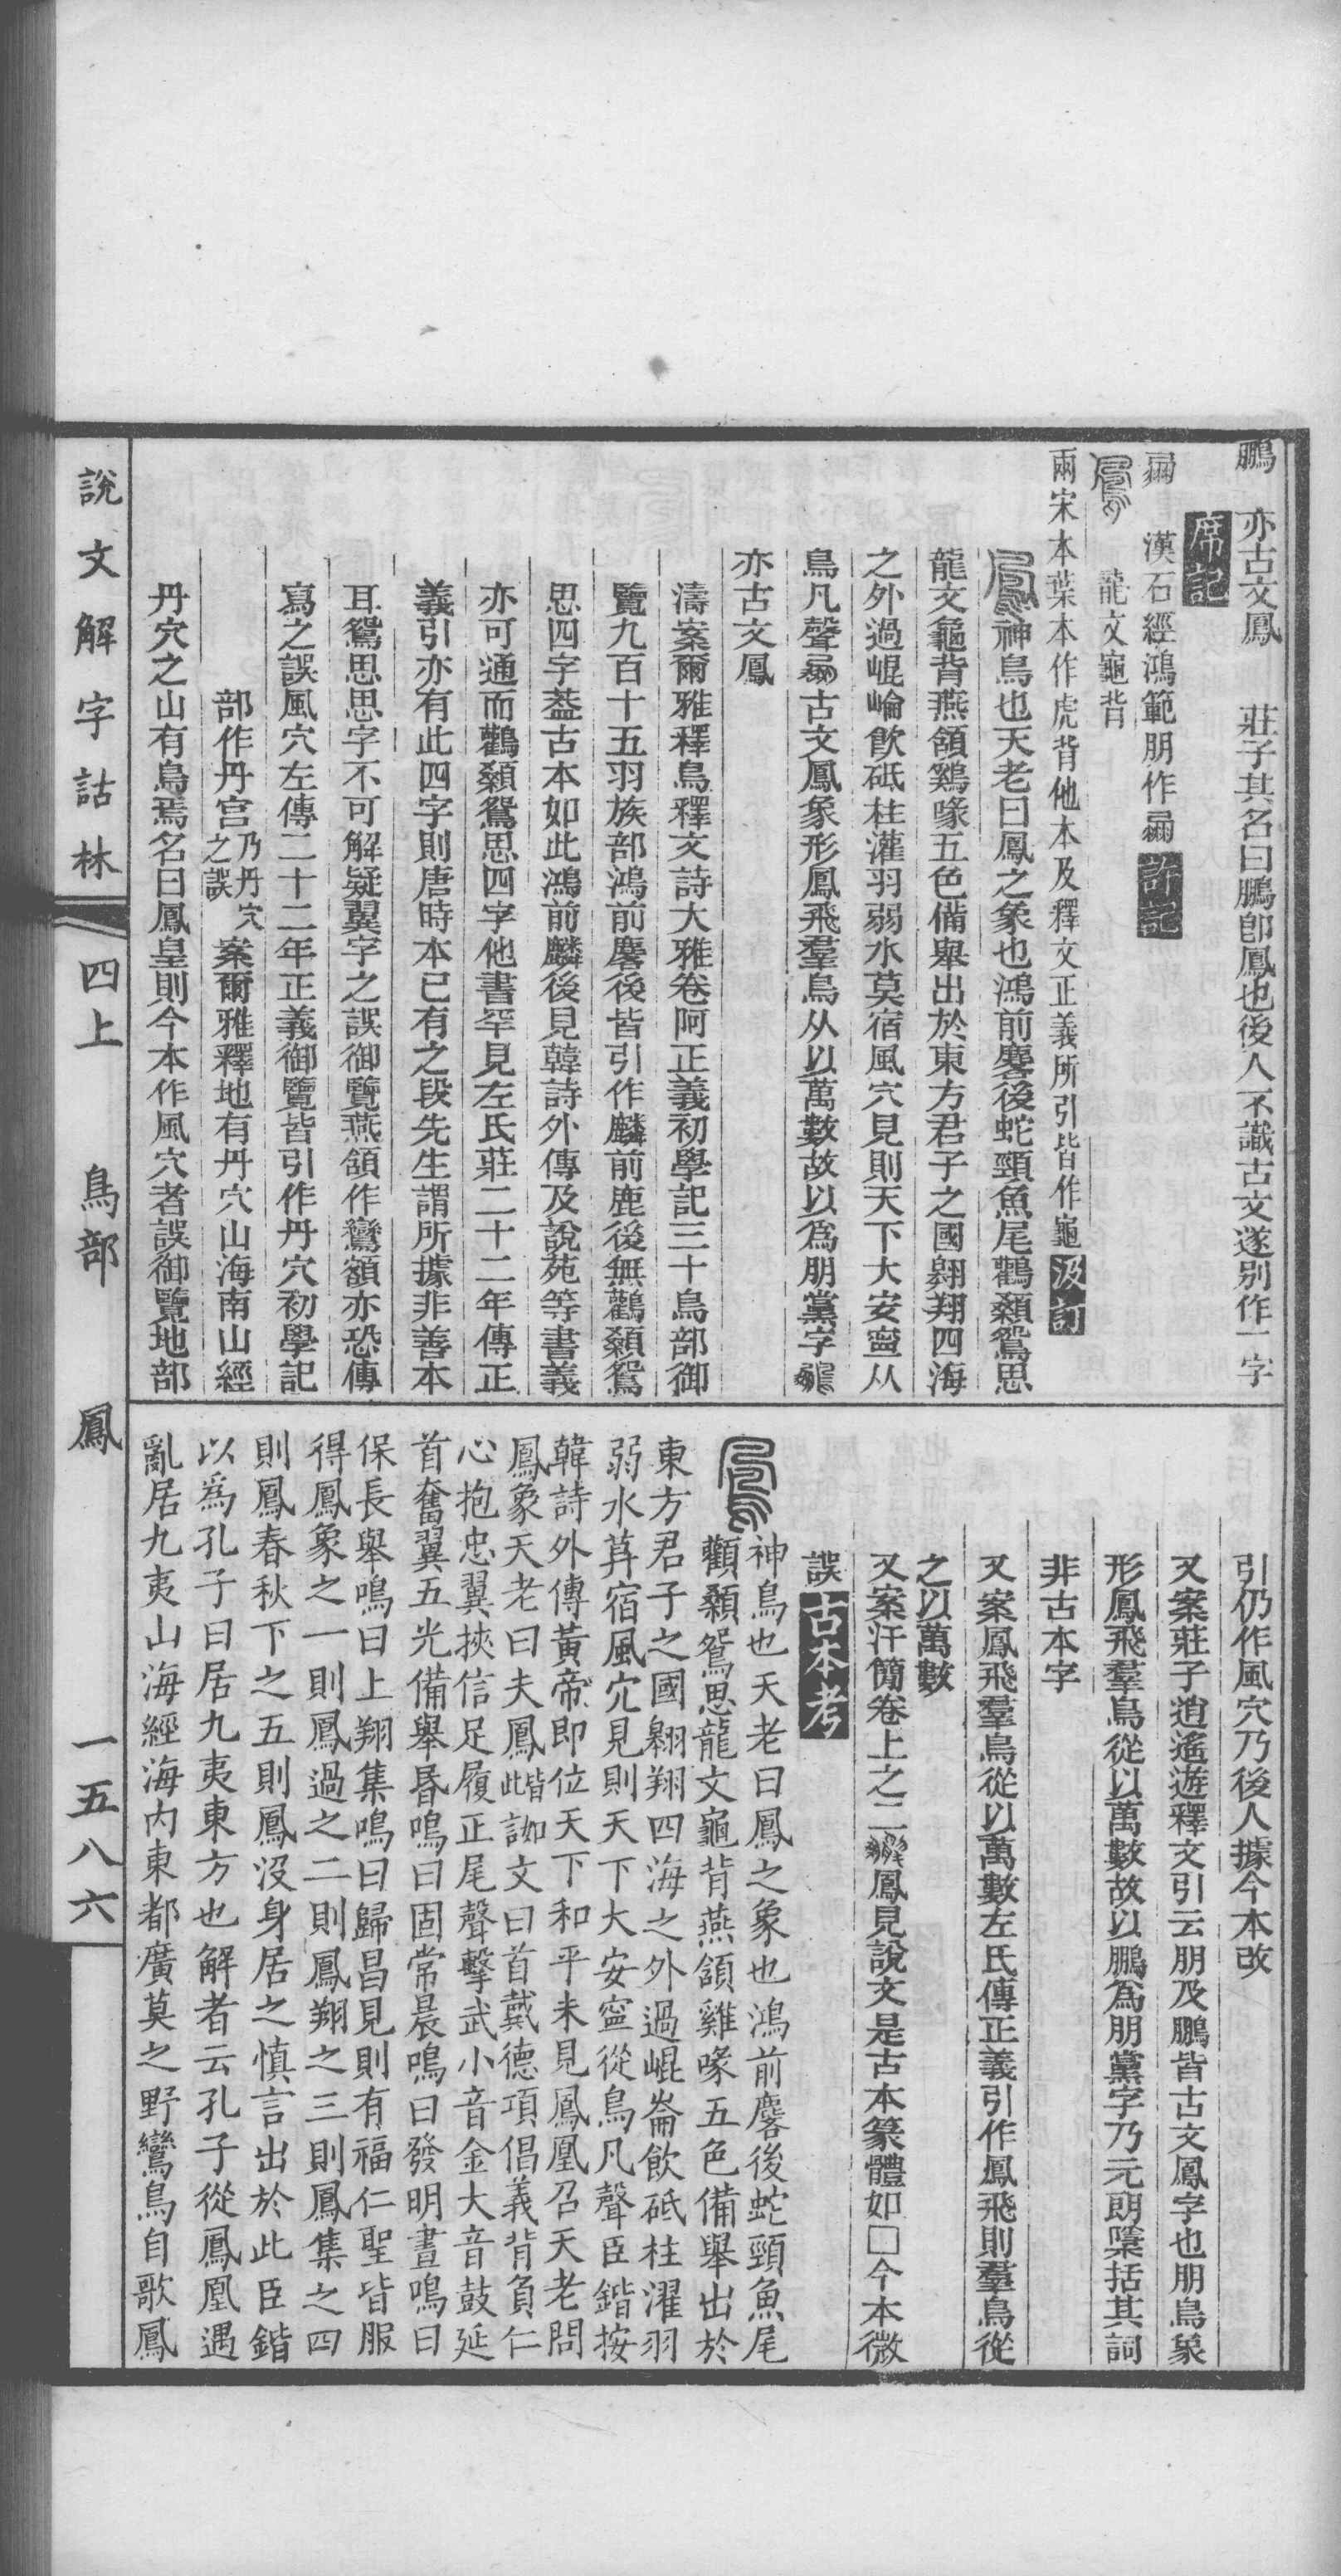 鵬　亦古文鳳　莊子其名曰鵬卽鳳也後人不識古文遂別作一字
席記
漢石經鴻範朋作 許記
龍文龜背
兩宋本葉本作虎背他本及釋文正義所引皆作龜 汲訂
神鳥也天老曰鳳之象也鴻前麐後蛇頸魚尾鸛顙鴛思
龍文龜背燕頷鷄喙五色備舉出於東方君子之國翱翔四海
之外過崐崘飮砥柱濯羽弱水莫宿風穴見則天下大安寍从
鳥凡聲 古文鳳象形鳳飛羣鳥从以萬數故以爲朋黨字
亦古文鳳
濤案爾雅釋鳥釋文詩大雅卷阿正義初學記三十鳥部御
覽九百十五羽族部鴻前麐後皆引作麟前鹿後無鸛顙鴛
思四字葢古本如此鴻前麟後見韓詩外傳及說苑等書義
亦可通而鸛顙鴛思四字他書罕見左氏莊二十二年傳正
義引亦有此四字則唐時本已有之段先生謂所據非善本
耳鴛思思字不可解疑翼字之誤御覽燕頷作鸞額亦恐傳
寫之誤風穴左傳二十二年正義御覽皆引作丹穴初學記
部作丹宮乃丹穴之誤案爾雅釋地有丹穴山海南山經
丹穴之山有鳥焉名曰鳳皇則今本作風穴者誤御覽地部
引仍作風穴乃後人據今本改
又案莊子逍遙遊釋文引云朋及鵬皆古文鳳字也朋鳥象
形鳳飛羣鳥從以萬數故以鵬爲朋黨字乃元朗檃括其詞
非古本字
又案鳳飛羣鳥從以萬數左氏傳正義引作鳳飛則羣鳥從
之以萬數
又案汗簡卷上之二 鳳見說文是古本篆體如□今本微
誤 古本考
神鳥也天老曰鳳之象也鴻前麐後蛇頸魚尾
鸛顙鴛思龍文龜背燕頷雞喙五色備舉出於
東方君子之國翱翔四海之外過崐崙飲砥柱濯羽
弱水莫宿風穴見則天下大安寍從鳥凡聲臣鍇按
韓詩外傳黃帝即位天下和平未見鳳凰召天老問
鳳象天老曰夫鳳 文曰首戴德項倡義背負仁
心抱忠翼挾信足履正尾聲擊武小音金大音鼓延
首奮翼五光備舉昏鳴曰固常晨鳴曰發明晝鳴曰
保長舉鳴曰上翔集鳴曰歸昌見則有福仁聖皆服
得鳳象之一則鳳過之二則鳳翔之三則鳳集之四
則鳳春秋下之五則鳳沒身居之慎言出於此臣鍇
以爲孔子曰居九夷東方也解者云孔子從鳳凰遇
亂居九夷山海經海內東都廣莫之野鸞鳥自歌鳳
說文解字詁林　四上　鳥部　鳳　一五八六